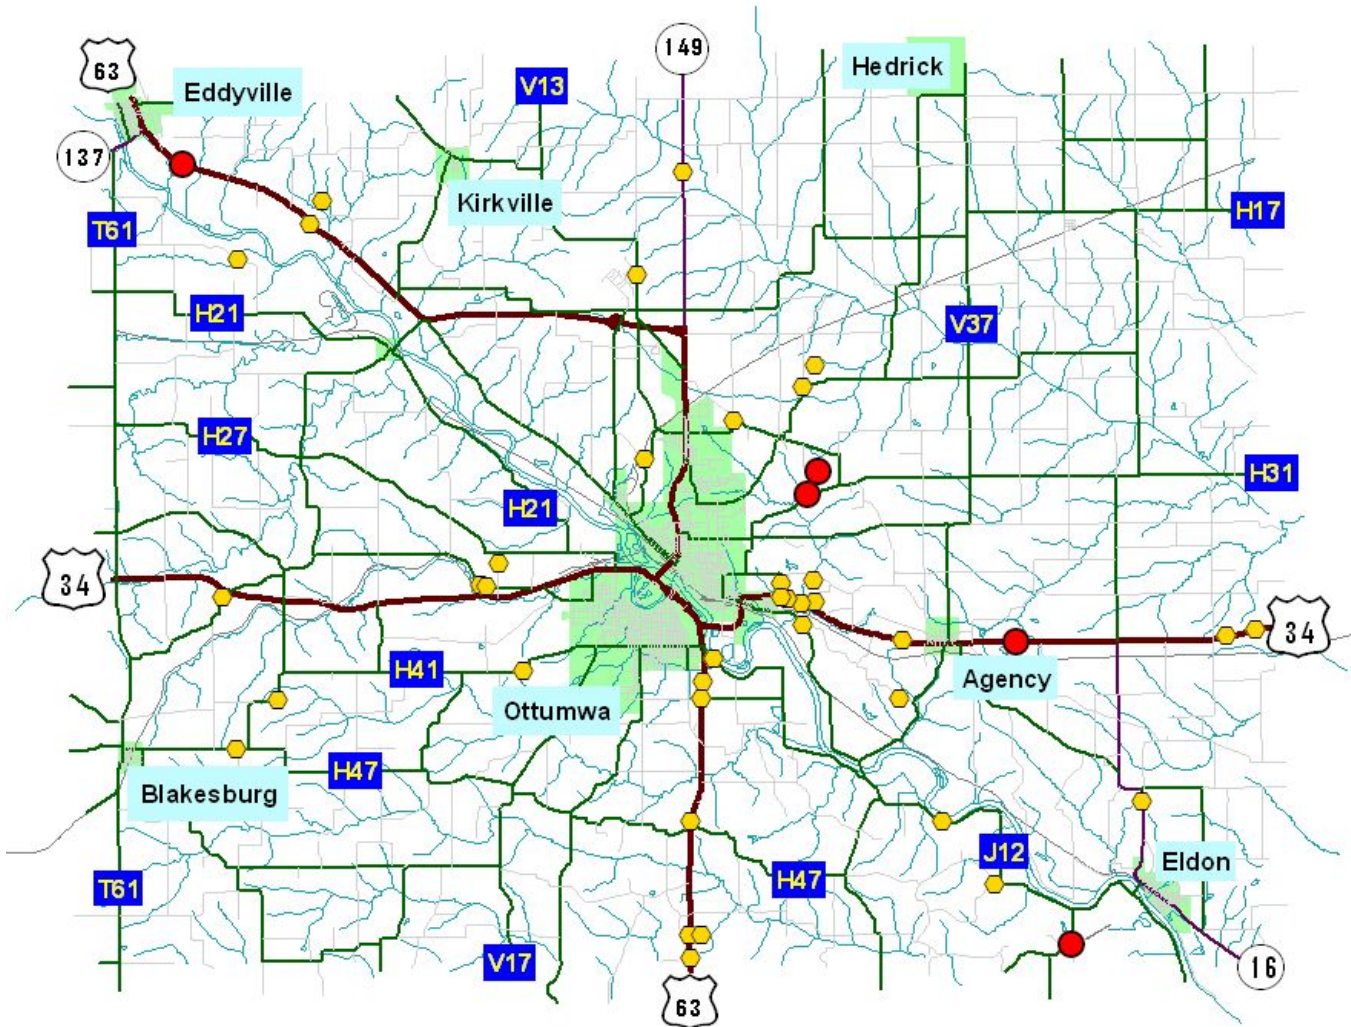 149
63
Eddyville
Hedrick
V13
137
Kirkville
T61
H17
H21
V37
H27
H31
H21
34
34
H41
Agency
Ottumwa
H47
Blakesburg
J12
Eldon
T61
H47
V17
16
63